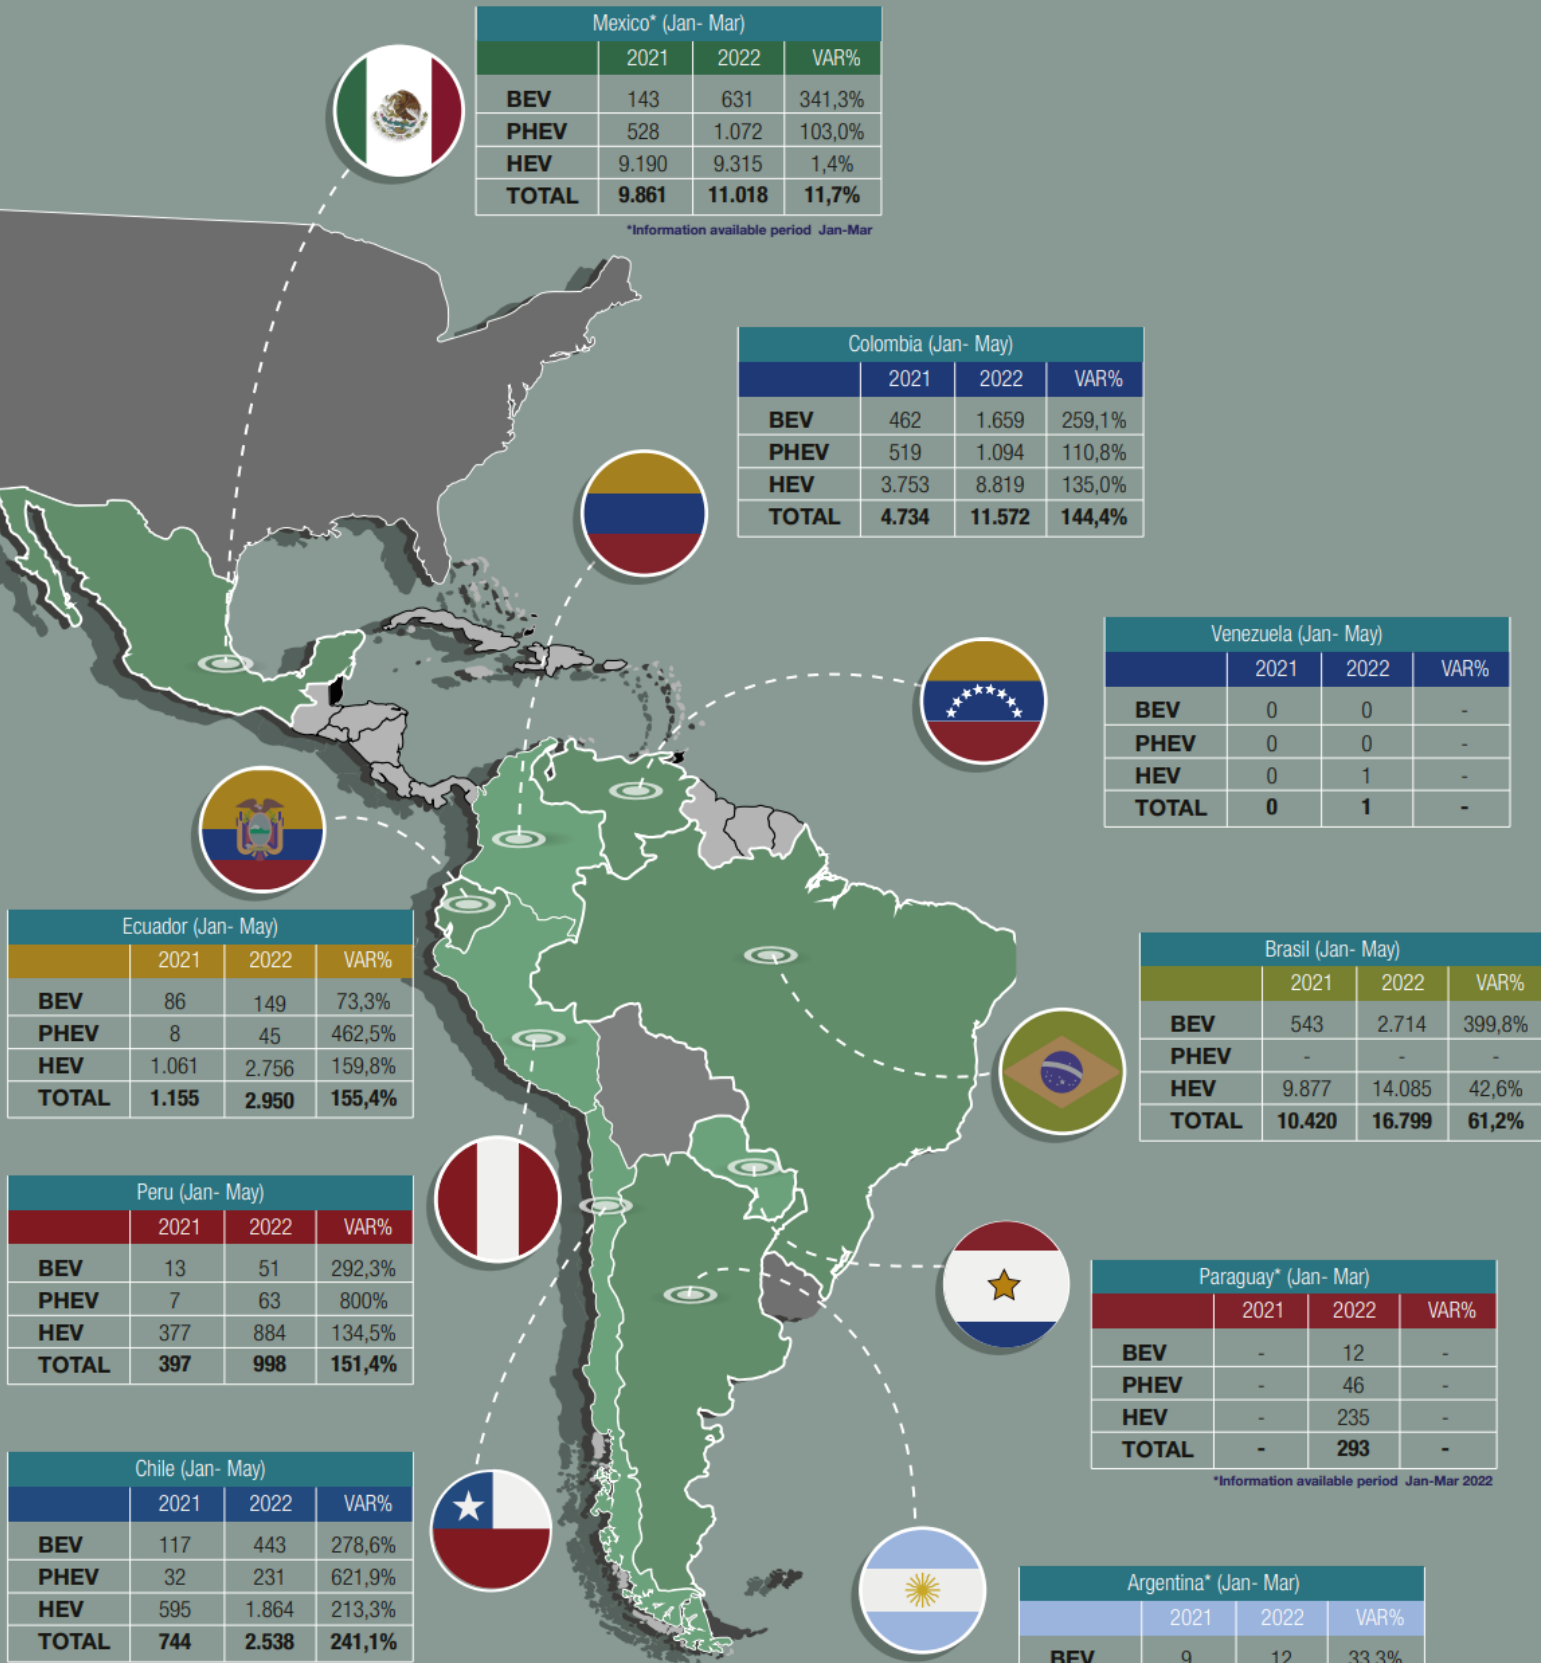 Mexico* (Jan- Mar)
2021 2022 VAR%
BEV 143 631 341,3%
PHEV 528 1.072 103,0%
HEV 9.190 9.315 1,4%
TOTAL 9.861 11.018 11,7%
*Information available period Jan-Mar
Colombia (Jan- May)
2021 2022 VAR%
BEV 462 1.659 259,1%
PHEV 519 1.094 110,8%
HEV 3.753 8.819 135,0%
TOTAL 4.734 11.572 144,4%
Venezuela (Jan- May)
2021 2022 VAR%
BEV 0 0 -
PHEV 0 0 -
HEV 0 1 -
TOTAL 0 1 -
Ecuador (Jan- May)
2021 2022 VAR%
BEV 86 149 73,3%
PHEV 8 45 462,5%
HEV 1.061 2.756 159,8%
TOTAL 1.155 2.950 155,4%
Brasil (Jan- May)
2021 2022 VAR%
BEV 543 2.714 399,8%
PHEV - - -
HEV 9.877 14.085 42,6%
TOTAL 10.420 16.799 61,2%
Peru (Jan- May)
2021 2022 VAR%
BEV 13 51 292,3%
PHEV 7 63 800%
HEV 377 884 134,5%
TOTAL 397 998 151,4%
Paraguay* (Jan- Mar)
2021 2022 VAR%
BEV - 12 -
PHEV - 46 -
HEV - 235 -
TOTAL - 293 -
*Information available period Jan-Mar 2022
Chile (Jan- May)
2021 2022 VAR%
BEV 117 443 278,6%
PHEV 32 231 621,9%
HEV 595 1.864 213,3%
TOTAL 744 2.538 241,1%
Argentina* (Jan- Mar)
2021 2022 VAR%
BEV 9 12 33,3%